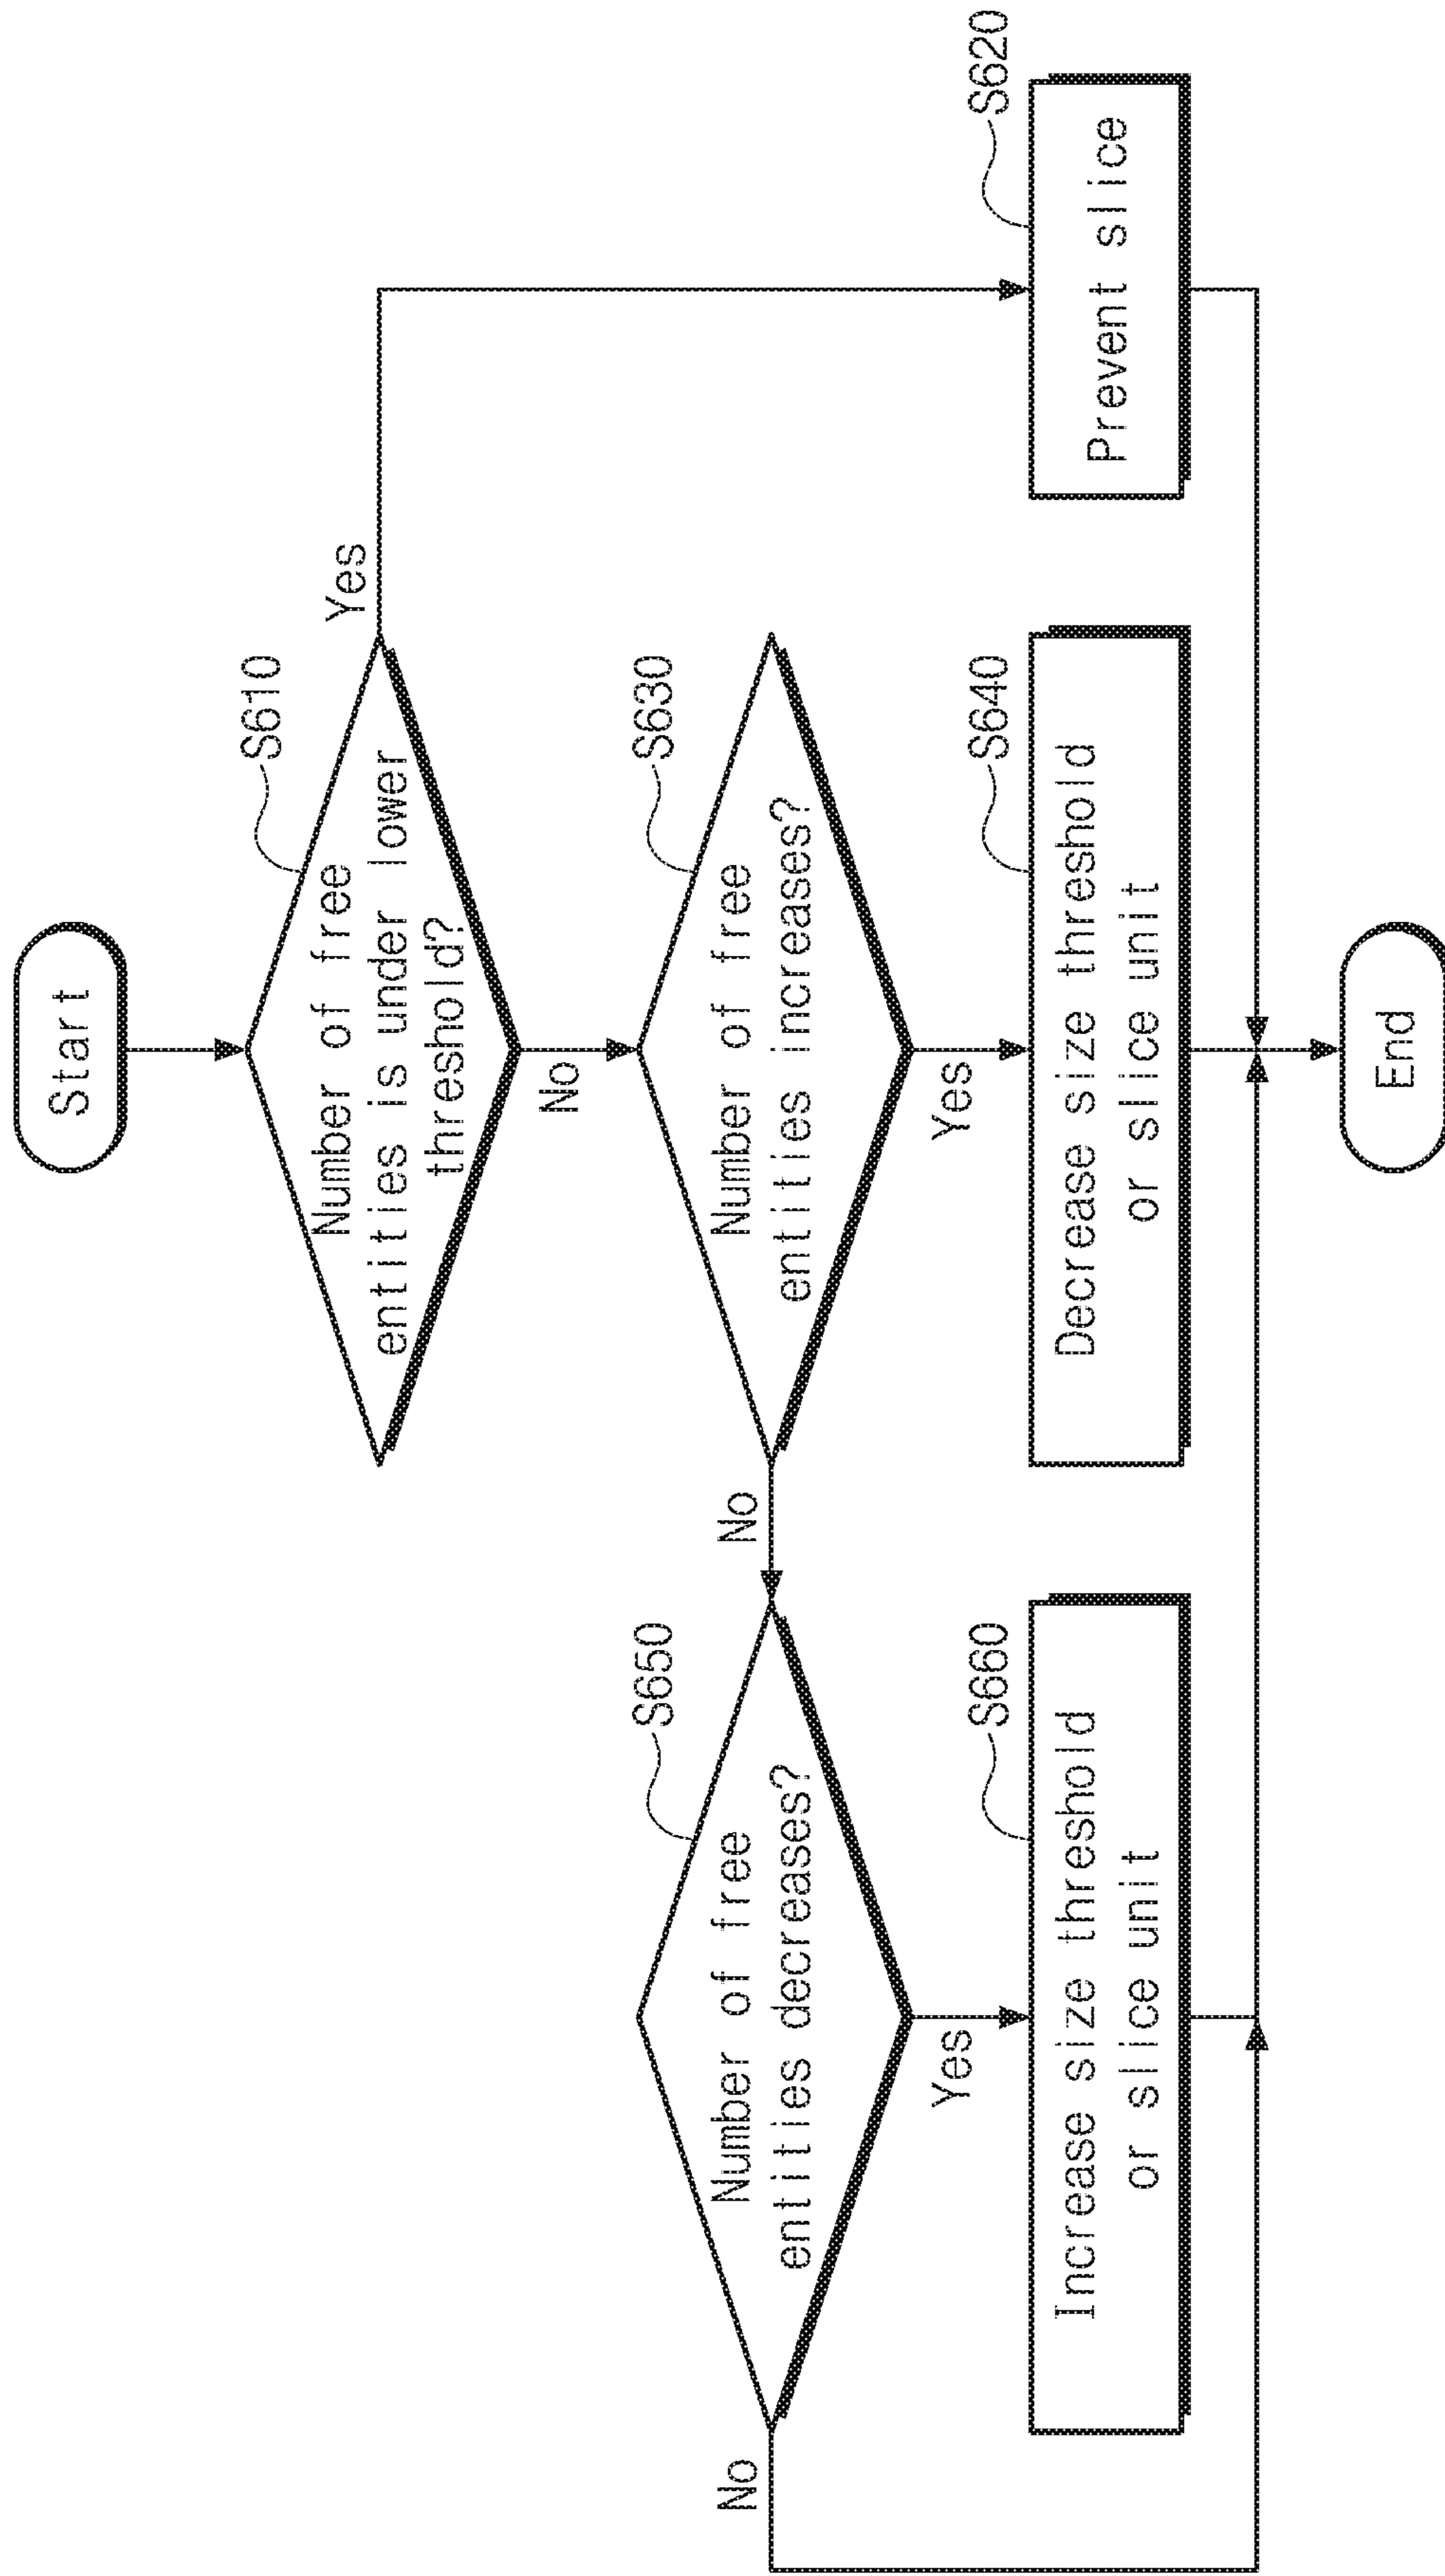 Start
S610
Number of free
entities is under lower
threshold?
Yes
No
S630
Number of free
entities increases?
No
Yes
S650
Number of free
entities decreases?
No
Yes
S660
Increase size threshold
or slice unit
S640
Decrease size threshold
or slice unit
S620
Prevent slice
End